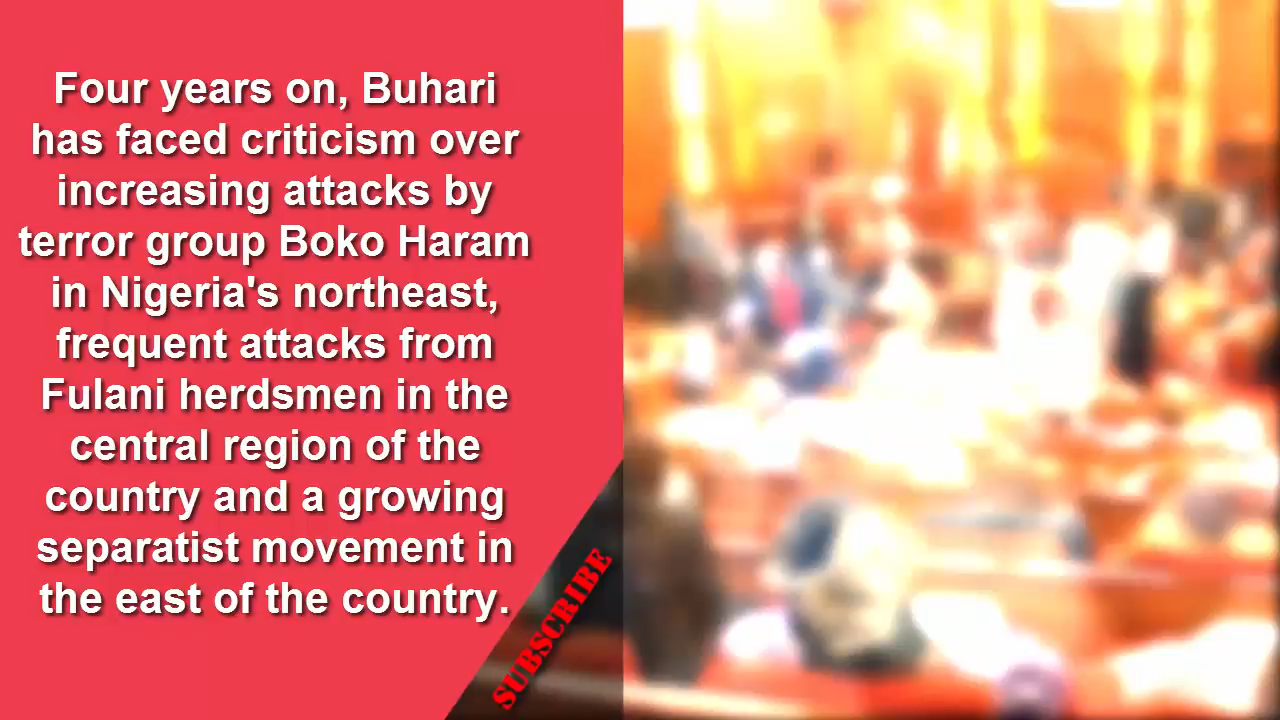 Four years on, Buhari
has faced criticism over
increasing attacks by
terror group Boko Haram
in Nigeria's northeast,
frequent attacks from
Fulani herdsmen in the
central region of the
country and a growing
separatist movement in
the east of the country.
SUBSCRIBE